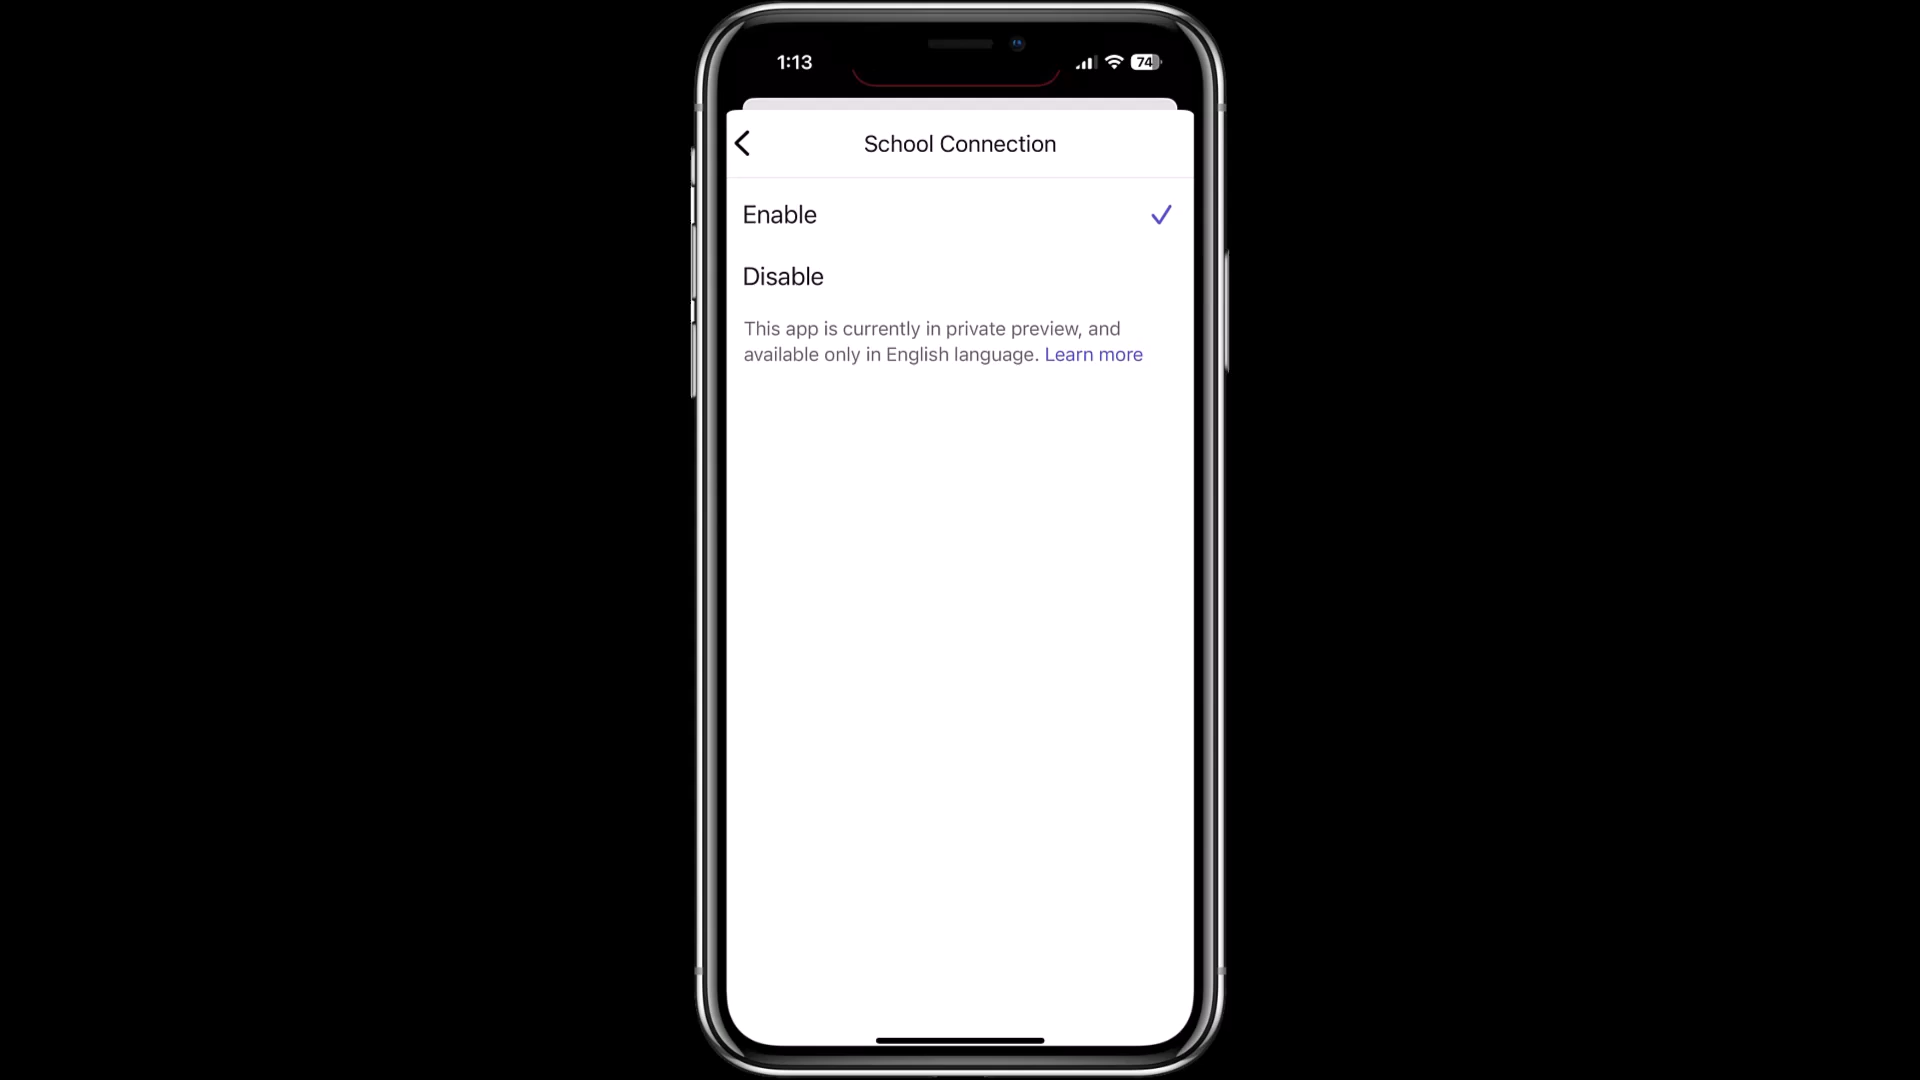 1:13
74
School Connection
Enable
Disable
This app is currently in private preview, and
available only in English language. Learn more